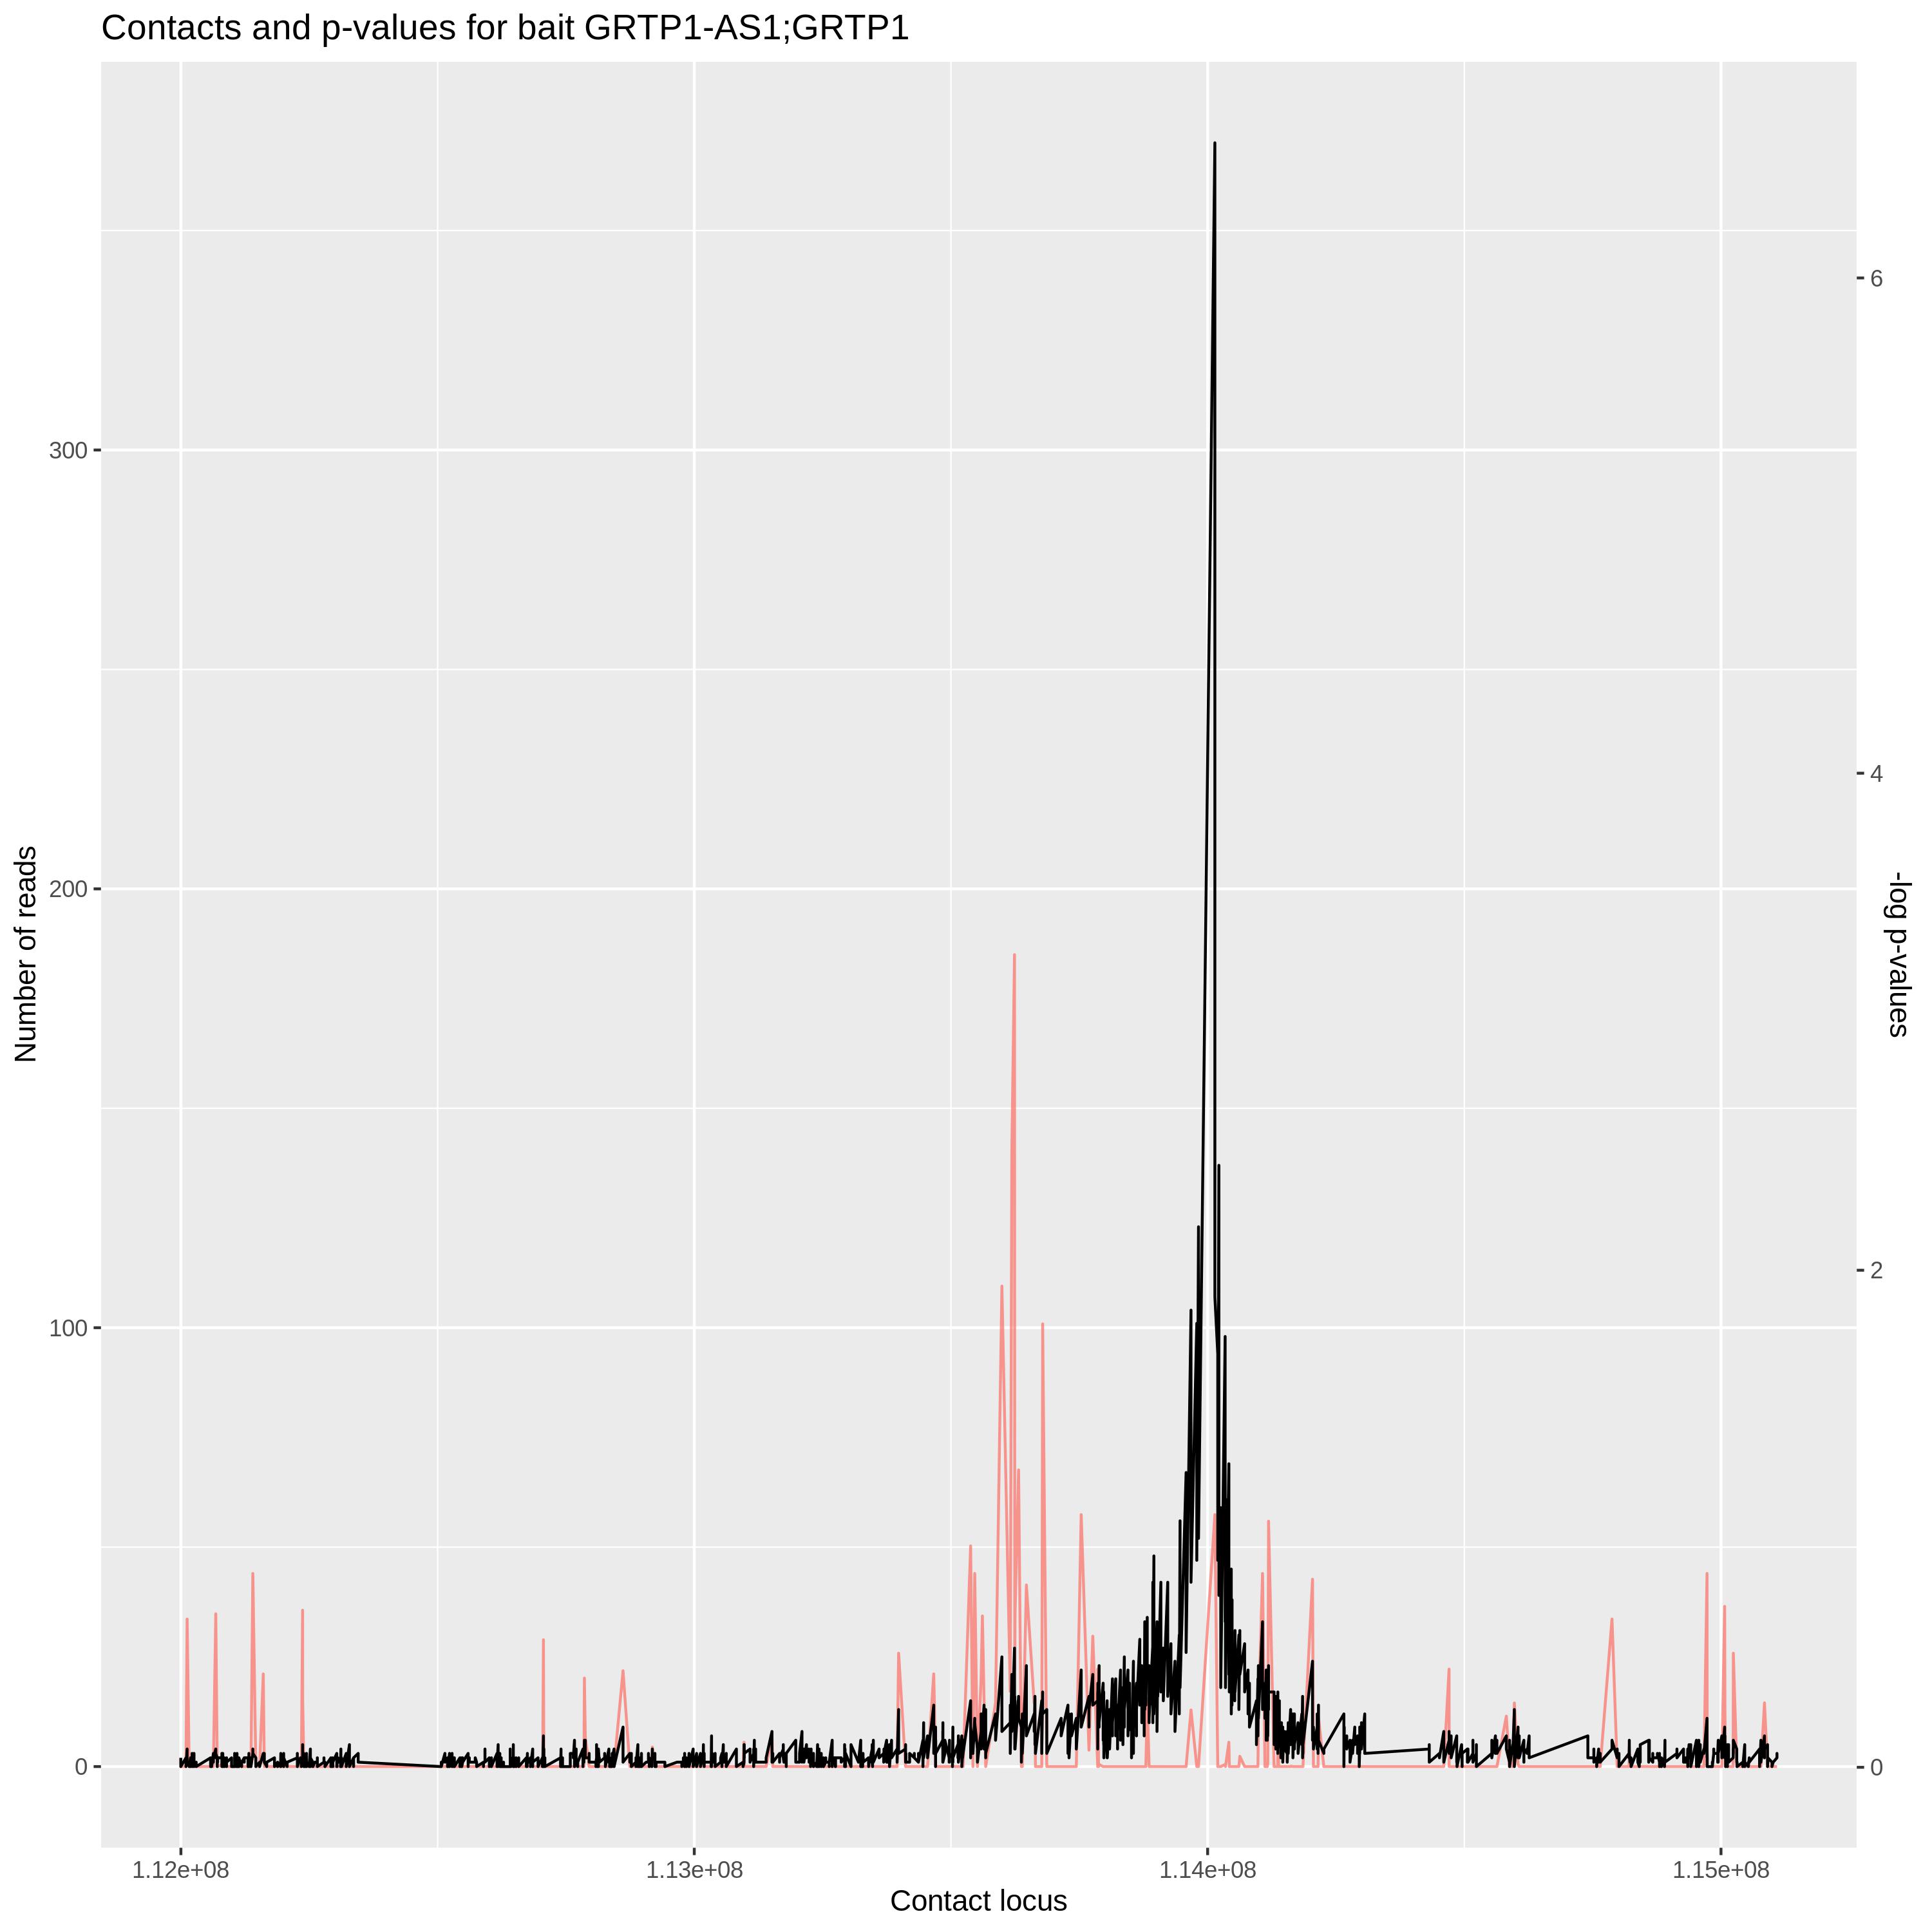 Contacts and p-values for bait GRTP1-AS1;GRTP1
Number of reads
300
200
100
0
6
4
2
0
-log p-values
1.12e+08
1.13e+08
1.14e+08
1.15e+08
Contact locus